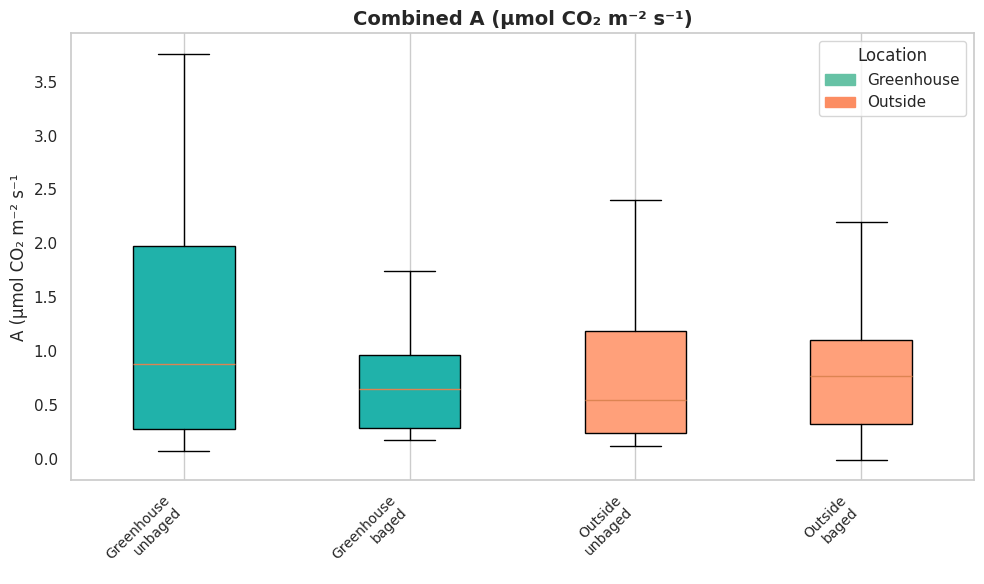 Combined A (μmol CO₂ m⁻² s⁻¹)
A (μmol CO₂ m⁻² s⁻¹
3.5
3.0
2.5
2.0
1.5
1.0
0.5
0.0
Location
Greenhouse
Outside
Greenhouse
unbaged
Greenhouse
baged
Outside
unbaged
Outside
baged